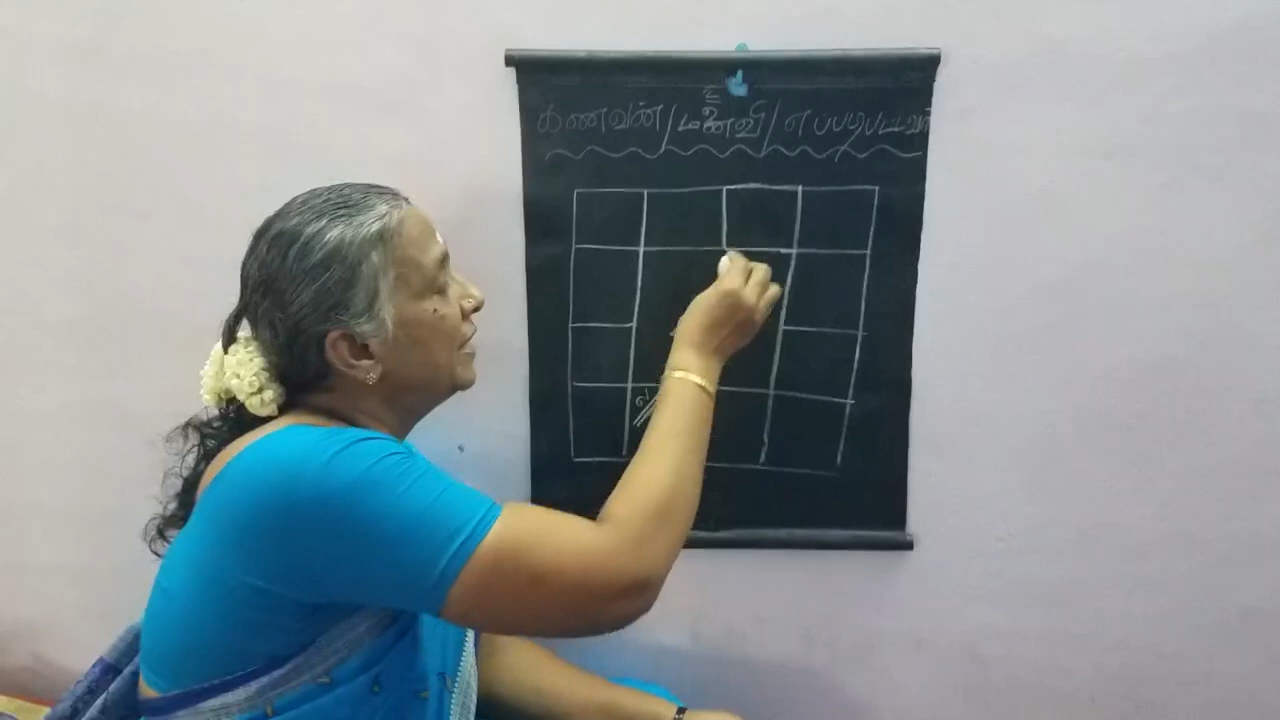 கணவன் / மனைவி / எப்படிபட்டவர்
ல